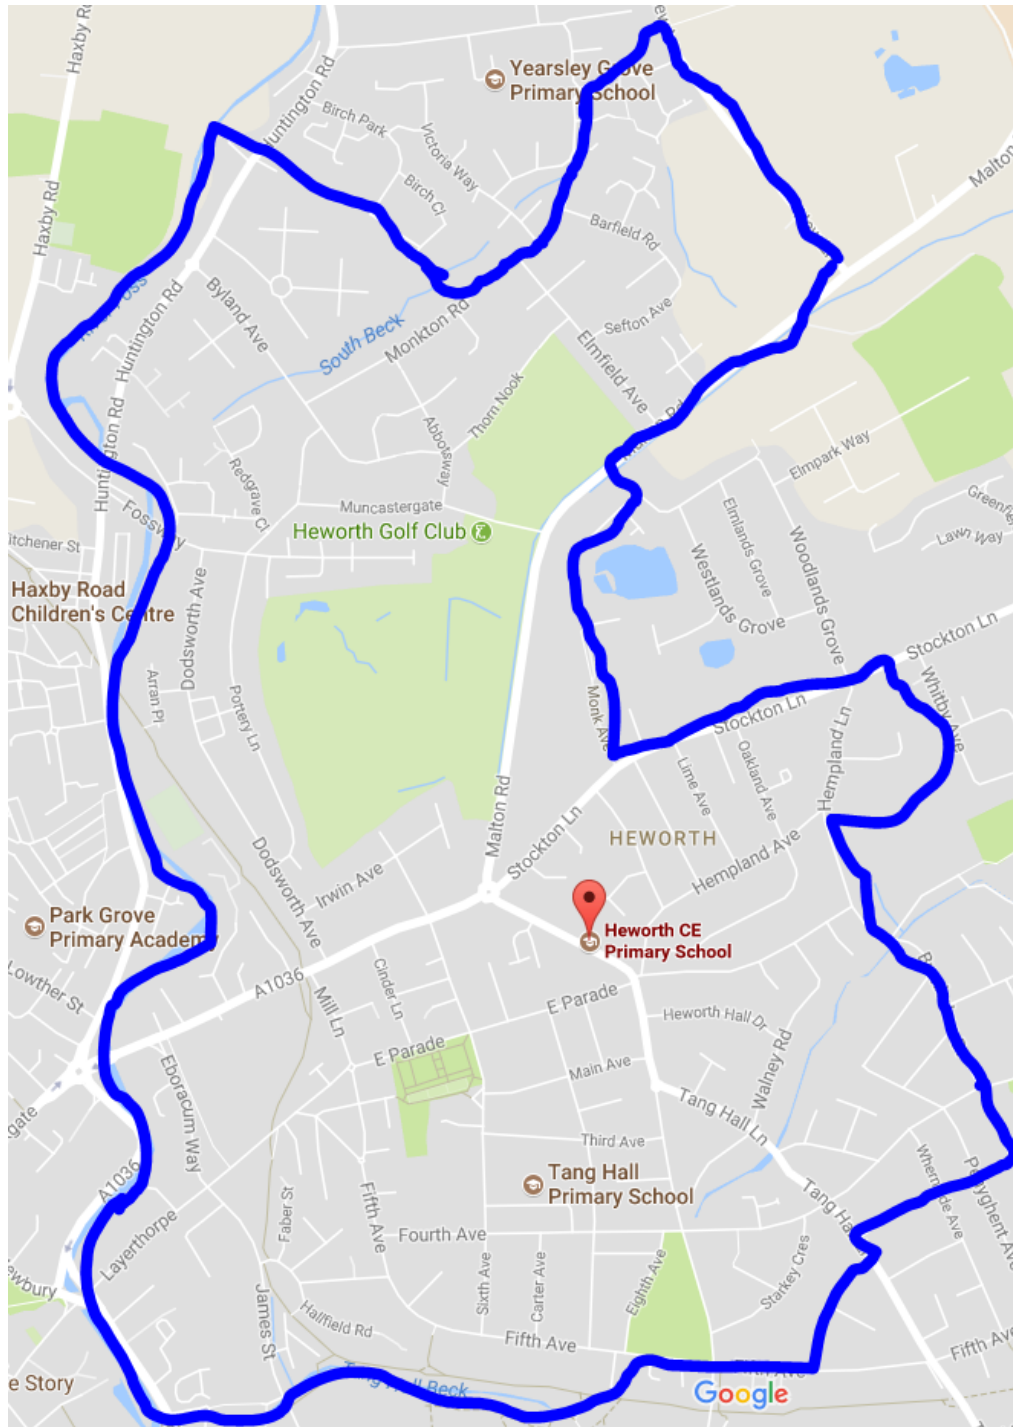 Haxby Rd
Huntington Rd
Yearsley Grove
Primary School
Birch Park
Victoria Way
Birch Cl
Malton
Haxby Rd
Barfield Rd
Huntington Rd
Byland Ave
South Beck
Monkton Rd
Sefton Ave
Elmfield Ave
Thorn Nook
Abbotsway
Huntington Rd
Redgrave Cl
Muncastergate
Heworth Golf Club
Elmpark Way
Elmlands Grove
Woodlands Grove
Westlands Grove
Lawn Way
Fossway
itchener St
Haxby Road
Children's Centre
Dodsworth Ave
Stockton Ln
Arran Pl
Pottery Ln
Monk Ave
Stockton Ln
Whitby Ave
Lime Ave
Oakland Ave
Hempland Ln
Malton Rd
Stockton Ln
HEWORTH
Hempland Ave
Dodsworth Ave
Irwin Ave
Park Grove
Primary Academy
Heworth CE
Primary School
Lowther St
A1036
Cinder Ln
Mill Ln
E Parade
Heworth Hall Dr
E Parade
Main Ave
Walney Rd
Eboracum Way
gate
Tang Hall Ln
Third Ave
A1036
Tang Hall
Primary School
Faber St
Fifth Ave
Fourth Ave
Layerthorpe
Sixth Ave
Carter Ave
Eighth Ave
Starkey Cres
James St
Hallfield Rd
Fifth Ave
Fifth Ave
Tang Hall Beck
e Story
Google